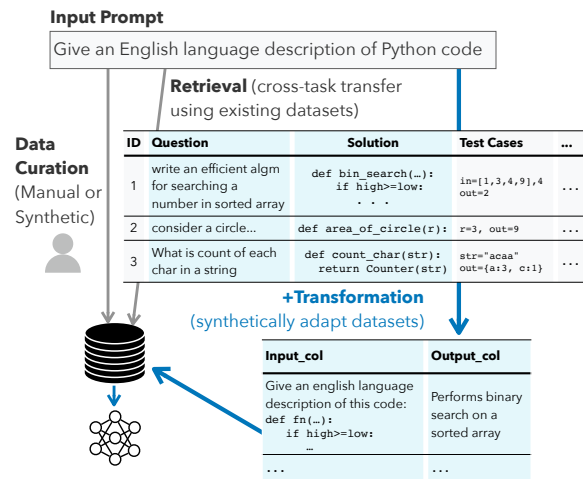 Input Prompt
Give an English language description of Python code
Retrieval (cross-task transfer
using existing datasets)
Data
Curation
(Manual or
Synthetic)
ID Question Solution Test Cases ...
1 write an efficient algm for searching a number in sorted array def bin_search(…): if high>=low: . . . in=[1,3,4,9],4 out=2 ...
2 consider a circle... def area_of_circle(r): r=3, out=9 ...
3 What is count of each char in a string def count_char(str): return Counter(str) str="acaa" out={a:3, c:1} ...
+Transformation
(synthetically adapt datasets)
Input_col Output_col
Give an english language description of this code: def fn(…): if high>=low: … Performs binary search on a sorted array
... ...